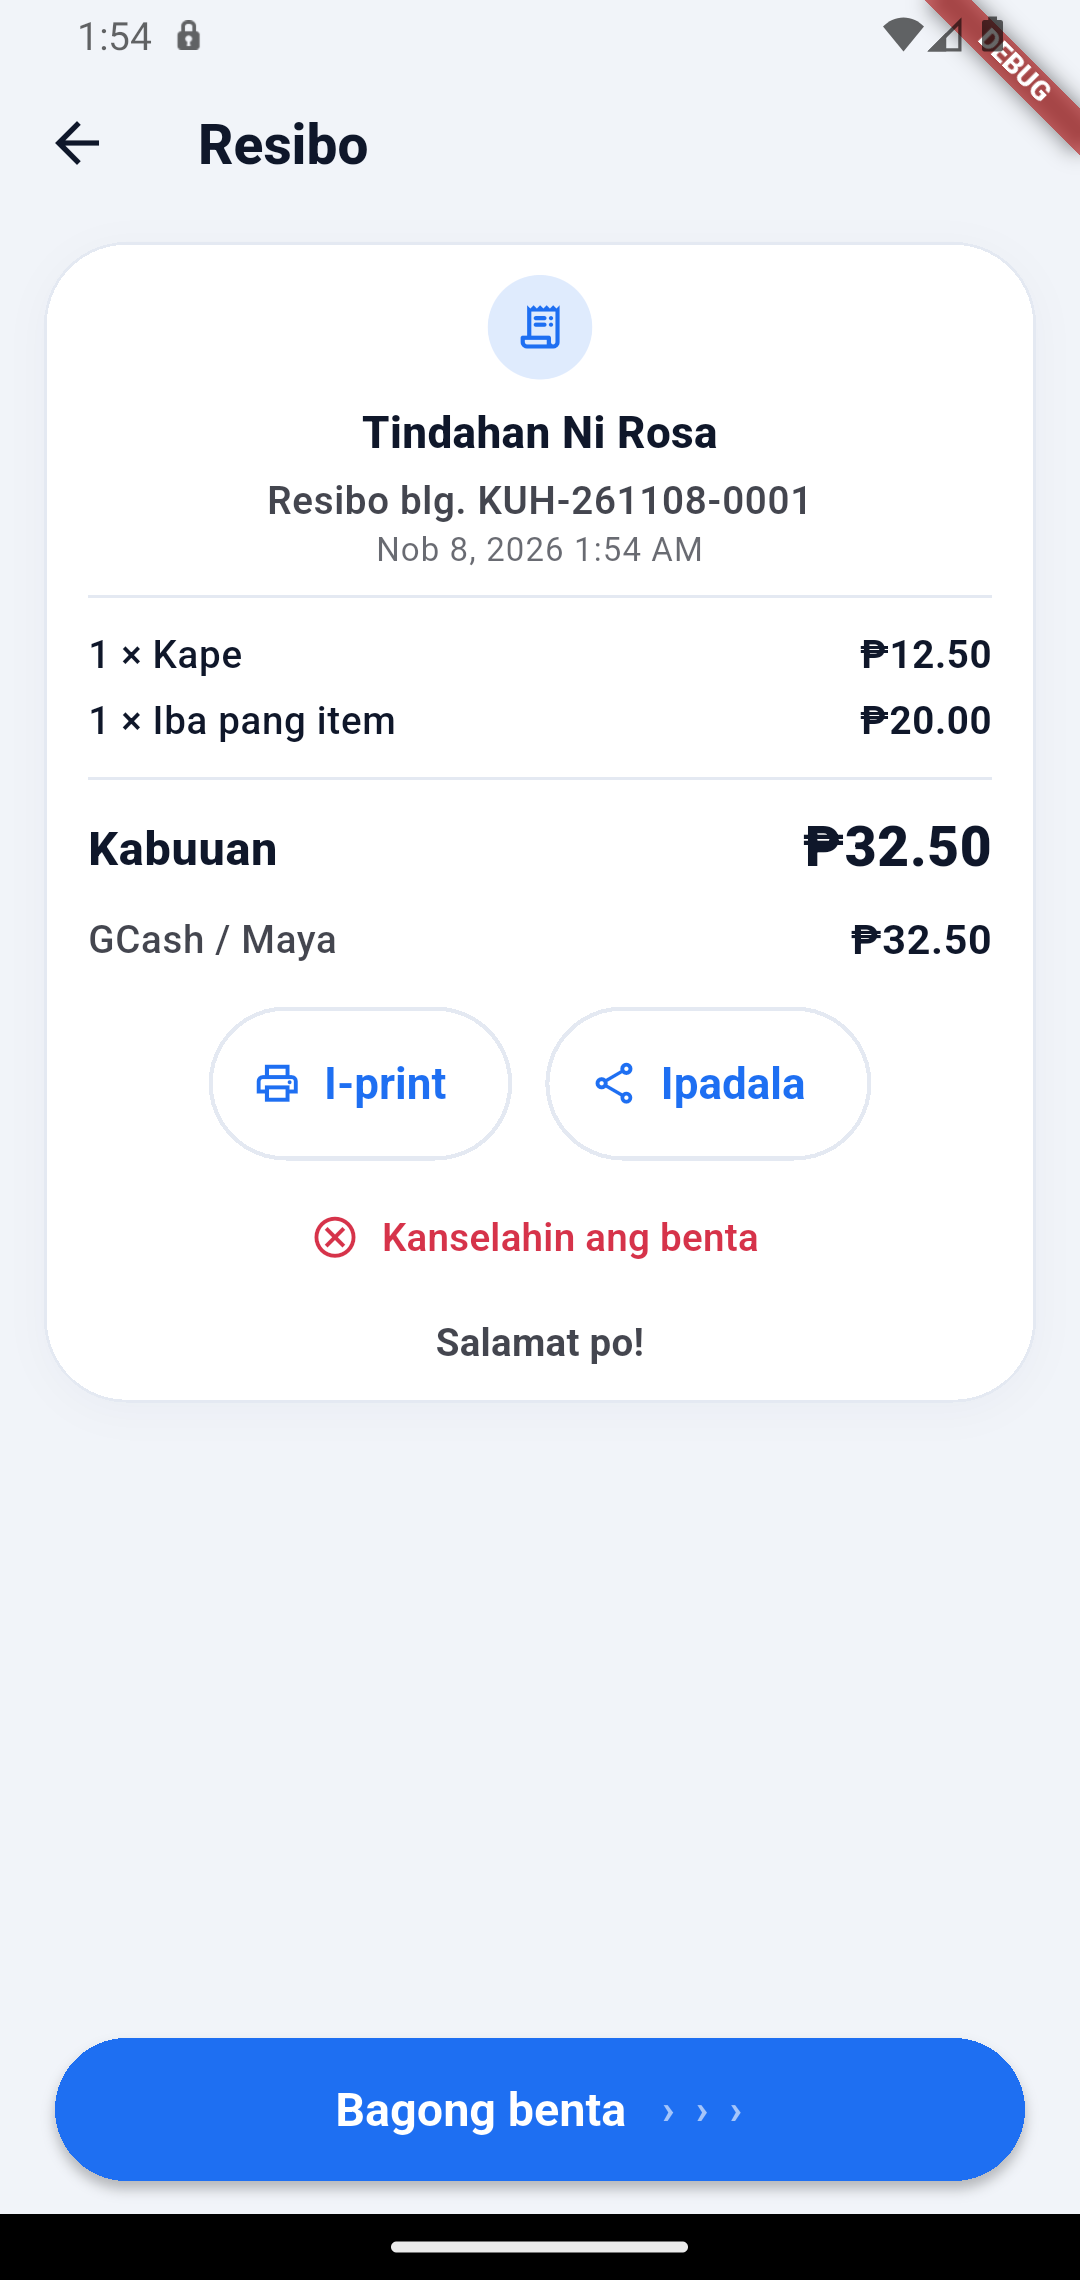 1:54
DEBUG
Resibo
Tindahan Ni Rosa
Resibo blg. KUH-261108-0001
Nob 8, 2026 1:54 AM
1 × Kape ₱12.50
1 × Iba pang item ₱20.00
Kabuuan ₱32.50
GCash / Maya ₱32.50
I-print Ipadala
Kanselahin ang benta
Salamat po!
Bagong benta › › ›